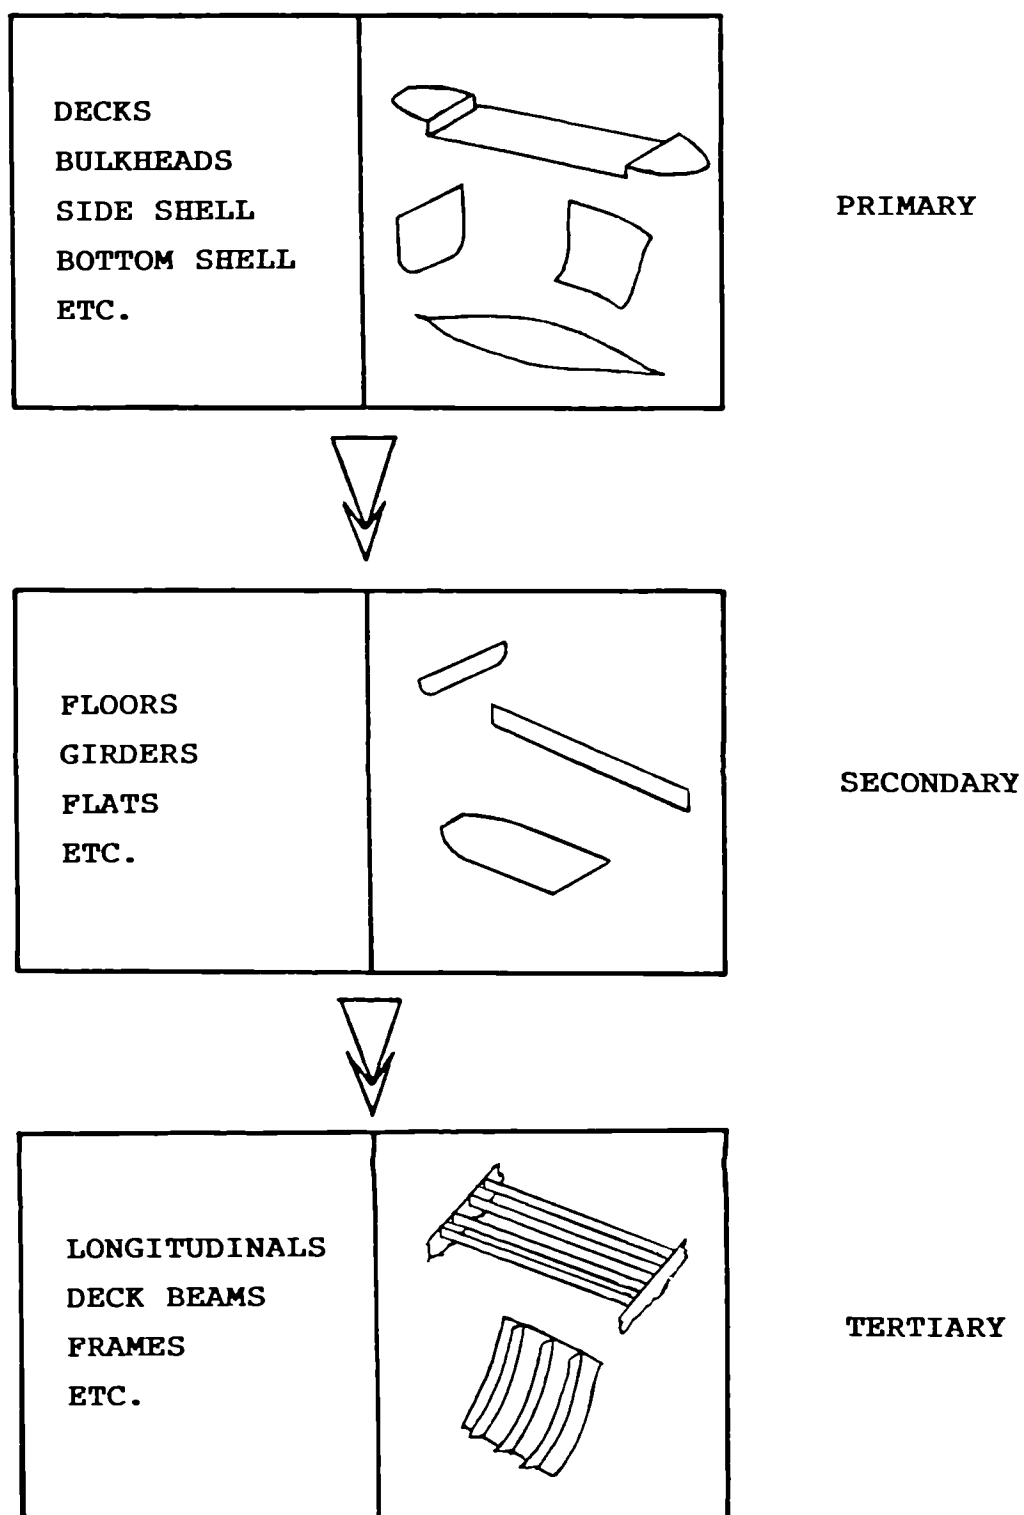 DECKS
BULKHEADS
SIDE SHELL
BOTTOM SHELL
ETC.
PRIMARY
FLOORS
GIRDERS
FLATS
ETC.
SECONDARY
LONGITUDINALS
DECK BEAMS
FRAMES
ETC.
TERTIARY